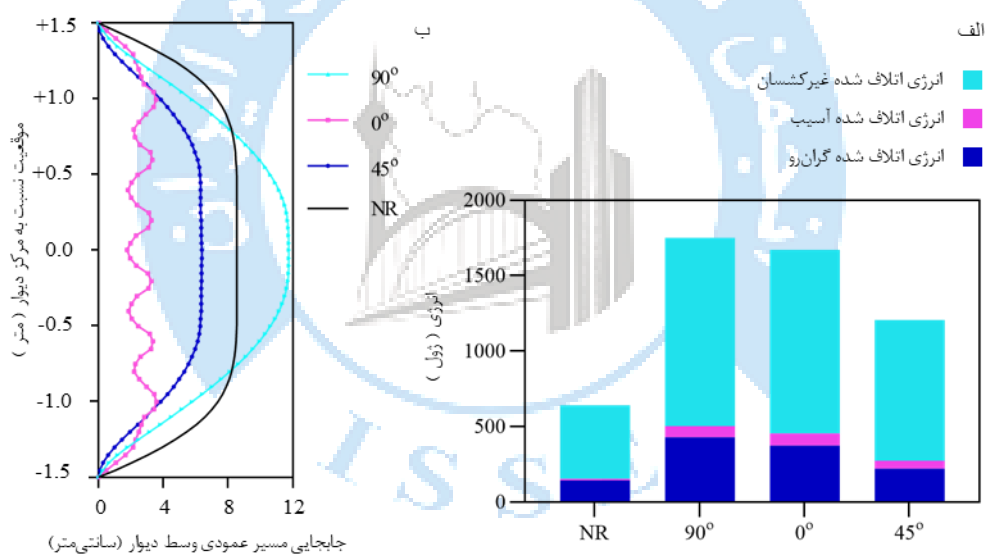 الف
انرژی اتلاف شده غیرکشسان
انرژی اتلاف شده آسیب
انرژی اتلاف شده گران‌رو
2000
1500
1000
500
0
انرژی ( ژول )
NR 90° 0° 45°
ب
90°
0°
45°
NR
+1.5
+1.0
+0.5
0.0
-0.5
-1.0
-1.5
موقعیت نسبت به مرکز دیوار ( متر )
0 4 8 12
جابجایی مسیر عمودی وسط دیوار (سانتی‌متر)
I S S